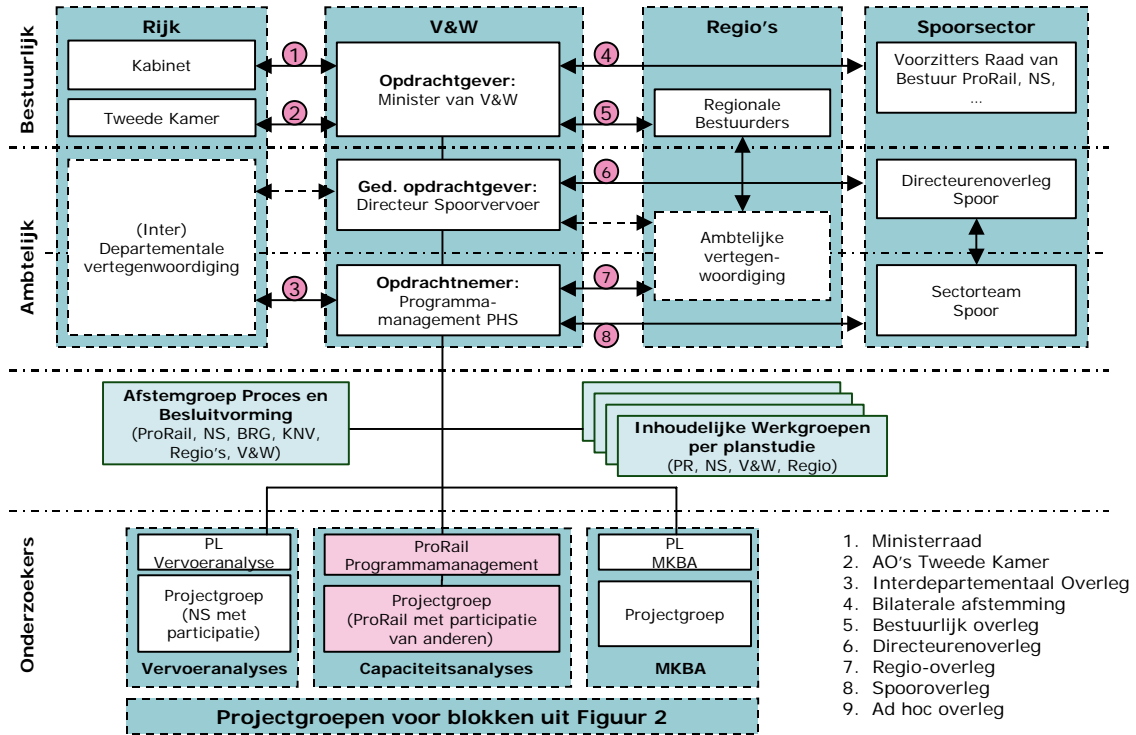 Bestuurlijk
Ambtelijk
Onderzoekers
Rijk
Kabinet
Tweede Kamer
(Inter)
Departementale
vertegenwoordiging
1
2
3
V&W
Opdrachtgever:
Minister van V&W
Ged. opdrachtgever:
Directeur Spoorvervoer
Opdrachtnemer:
Programma-
management PHS
4
5
6
7
8
Regio's
Regionale
Bestuurders
Ambtelijke
vertegen-
woordiging
Spoorsector
Voorzitters Raad van
Bestuur ProRail, NS,
...
Directeurenoverleg
Spoor
Sectorteam
Spoor
Afstemgroep Proces en
Besluitvorming
(ProRail, NS, BRG, KNV,
Regio's, V&W)
Inhoudelijke Werkgroepen
per planstudie
(PR, NS, V&W, Regio)
PL
Vervoeranalyse
Projectgroep
(NS met
participatie)
Vervoeranalyses
ProRail
Programmamanagement
Projectgroep
(ProRail met participatie
van anderen)
Capaciteitsanalyses
PL
MKBA
Projectgroep
MKBA
Projectgroepen voor blokken uit Figuur 2
1. Ministerraad
2. AO's Tweede Kamer
3. Interdepartementaal Overleg
4. Bilaterale afstemming
5. Bestuurlijk overleg
6. Directeurenoverleg
7. Regio-overleg
8. Spooroverleg
9. Ad hoc overleg